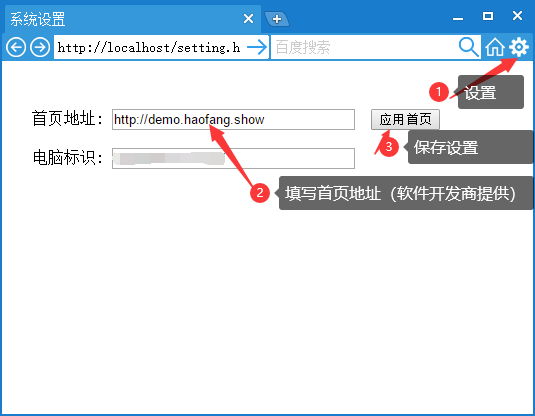 系统设置
http://localhost/setting.h
百度搜索
1 设置
首页地址: http://demo.haofang.show 应用首页
3 保存设置
电脑标识:
2 填写首页地址（软件开发商提供）